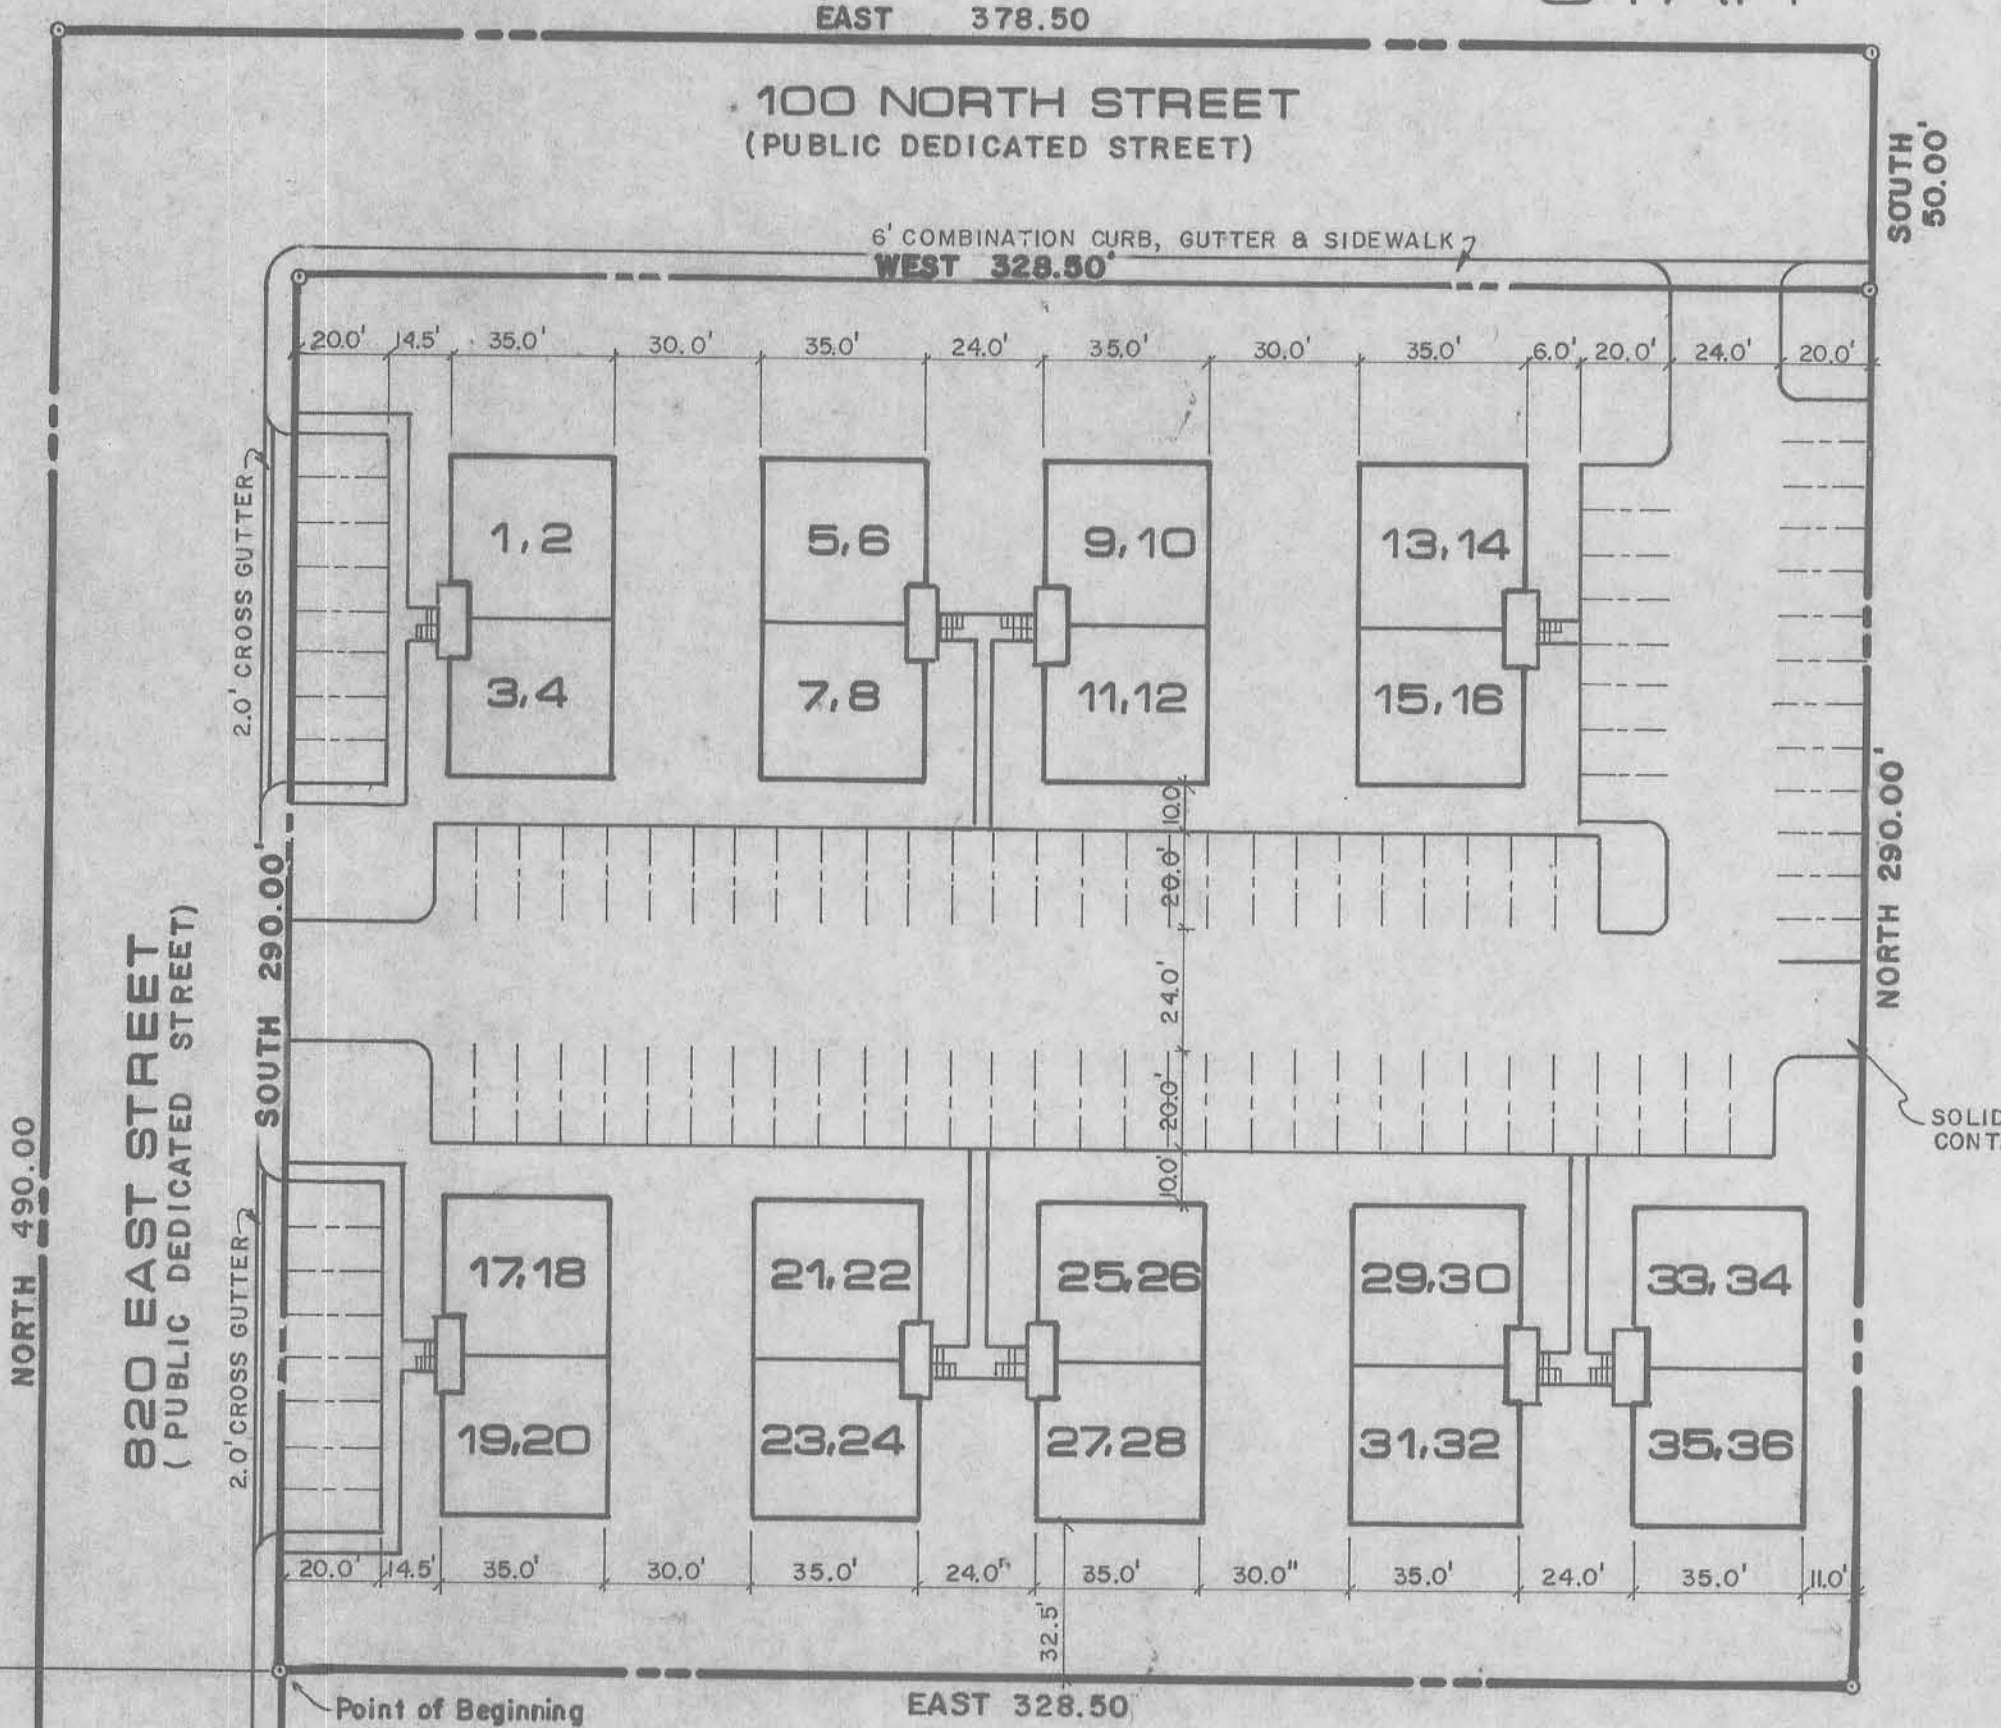 EAST 378.50
100 NORTH STREET
(PUBLIC DEDICATED STREET)
SOUTH
50.00'
6' COMBINATION CURB, GUTTER & SIDEWALK
WEST 328.50'
20.0' 14.5' 35.0' 30.0' 35.0' 24.0' 35.0' 30.0' 35.0' 6.0' 20.0' 24.0' 20.0'
2.0' CROSS GUTTER
1,2
5,6
9,10
13,14
3,4
7,8
11,12
15,16
10.0
20.0'
24.0'
20.0'
10.0'
SOUTH 290.00'
NORTH 290.00'
820 EAST STREET
(PUBLIC DEDICATED STREET)
NORTH 490.00
SOLID
CONT.
2.0' CROSS GUTTER
17,18
21,22
25,26
29,30
33,34
19,20
23,24
27,28
31,32
35,36
20.0' 14.5' 35.0' 30.0' 35.0' 24.0" 35.0' 30.0" 35.0' 24.0' 35.0' 11.0'
32.5'
Point of Beginning
EAST 328.50